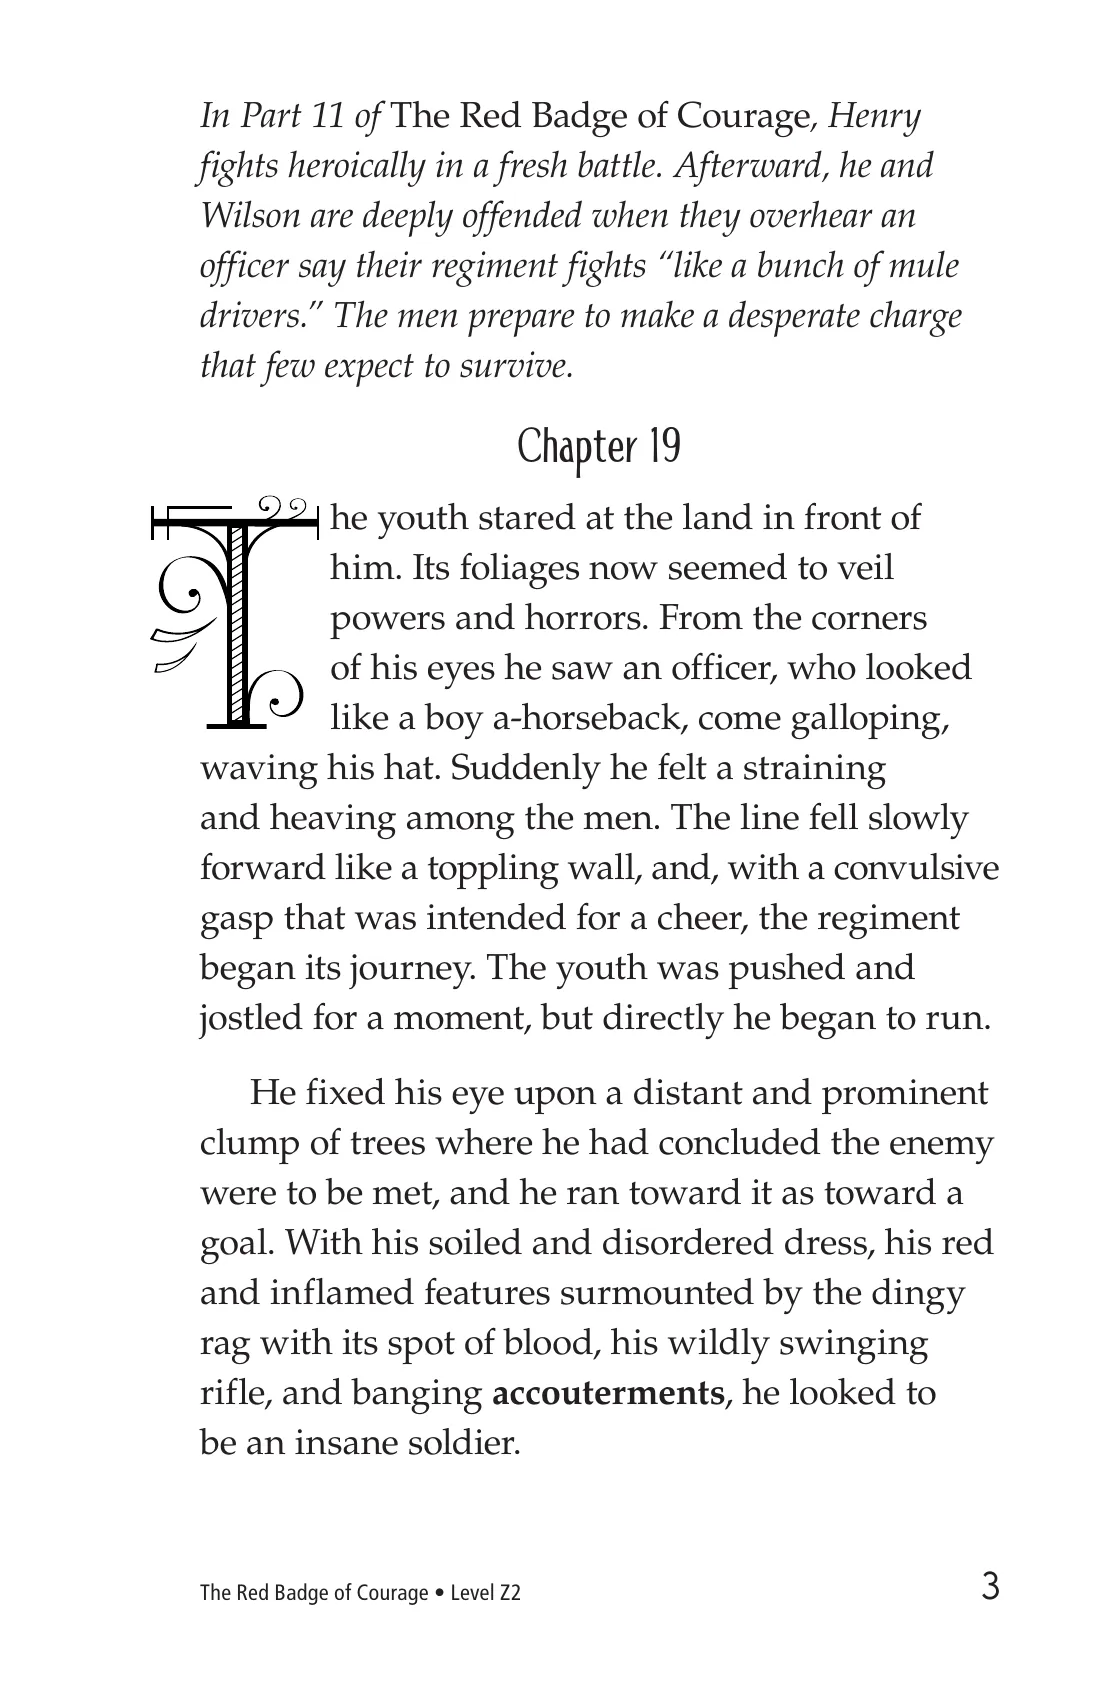 In Part 11 of The Red Badge of Courage, Henry
fights heroically in a fresh battle. Afterward, he and
Wilson are deeply offended when they overhear an
officer say their regiment fights “like a bunch of mule
drivers.” The men prepare to make a desperate charge
that few expect to survive.
Chapter 19
The youth stared at the land in front of
him. Its foliages now seemed to veil
powers and horrors. From the corners
of his eyes he saw an officer, who looked
like a boy a-horseback, come galloping,
waving his hat. Suddenly he felt a straining
and heaving among the men. The line fell slowly
forward like a toppling wall, and, with a convulsive
gasp that was intended for a cheer, the regiment
began its journey. The youth was pushed and
jostled for a moment, but directly he began to run.
He fixed his eye upon a distant and prominent
clump of trees where he had concluded the enemy
were to be met, and he ran toward it as toward a
goal. With his soiled and disordered dress, his red
and inflamed features surmounted by the dingy
rag with its spot of blood, his wildly swinging
rifle, and banging accouterments, he looked to
be an insane soldier.
The Red Badge of Courage • Level Z2
3